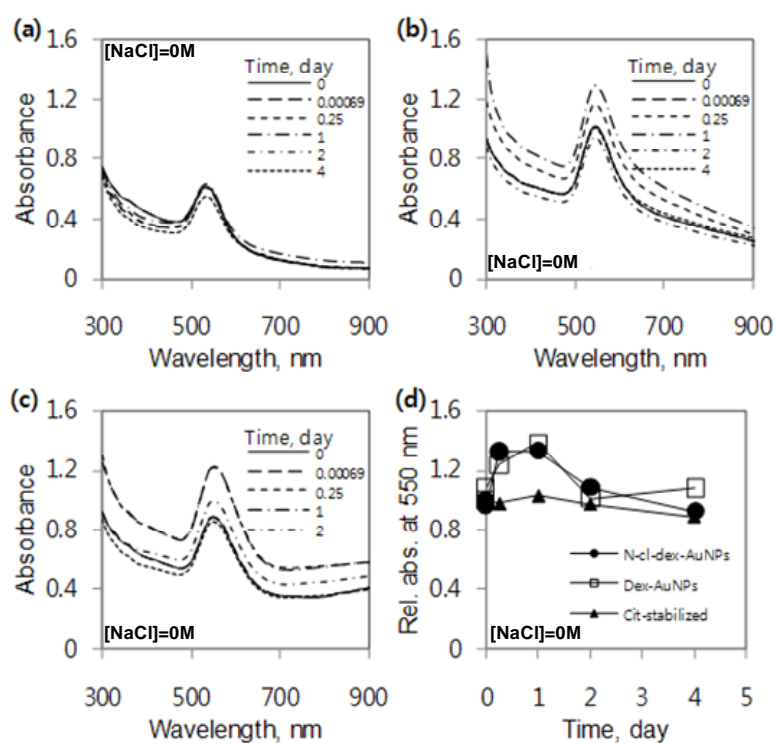 (a)
1.6
1.2
0.8
0.4
0
Absorbance
[NaCl]=0M
Time, day
0
0.00069
0.25
1
2
4
300
500
700
900
Wavelength, nm
(b)
1.6
1.2
0.8
0.4
0
Absorbance
Time, day
0
0.00069
0.25
1
2
4
[NaCl]=0M
300
500
700
900
Wavelength, nm
(c)
1.6
1.2
0.8
0.4
0
Absorbance
Time, day
0
0.00069
0.25
1
2
[NaCl]=0M
300
500
700
900
Wavelength, nm
(d)
1.6
1.2
0.8
0.4
0
Rel. abs. at 550 nm
N-cl-dex-AuNPs
Dex-AuNPs
Cit-stabilized
[NaCl]=0M
0
1
2
3
4
5
Time, day